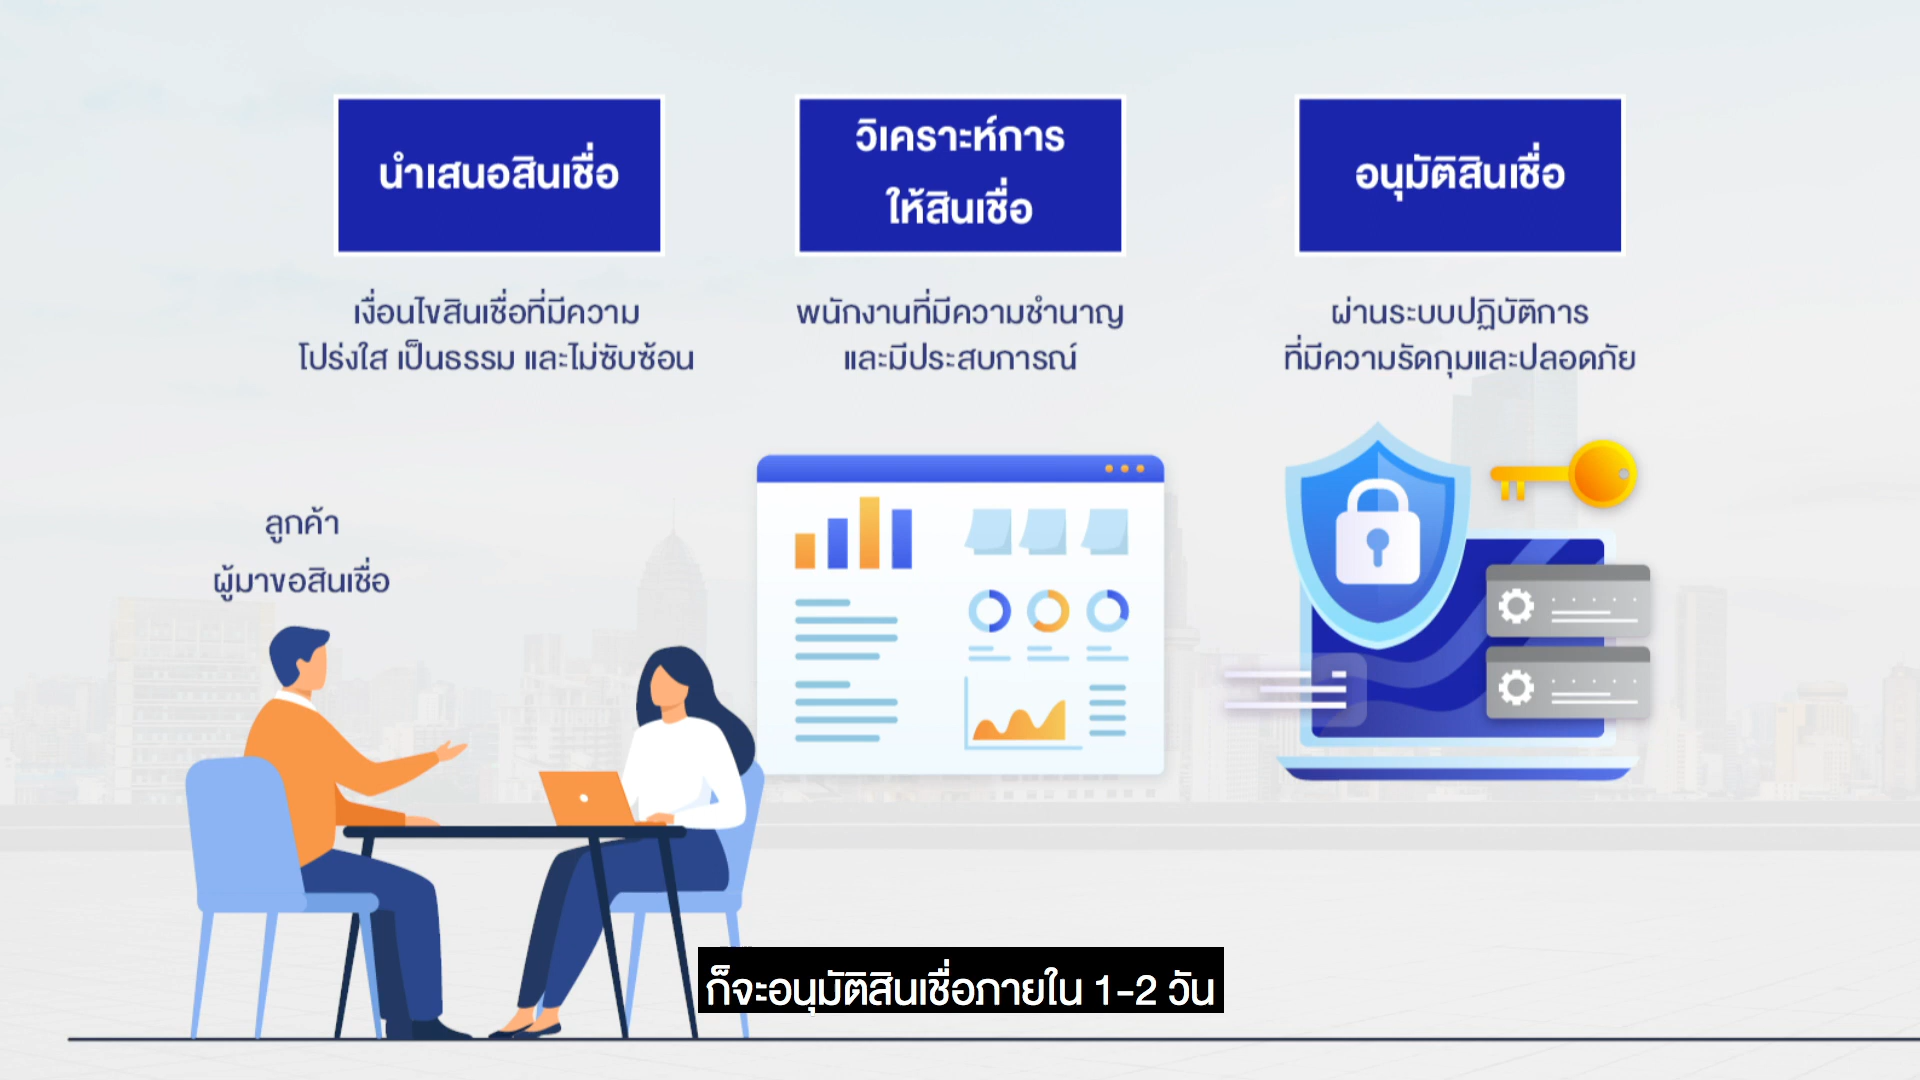 นำเสนอสินเชื่อ
เงื่อนไขสินเชื่อที่มีความ
โปร่งใส เป็นธรรม และไม่ซับซ้อน
วิเคราะห์การ
ให้สินเชื่อ
พนักงานที่มีความชำนาญ
และมีประสบการณ์
อนุมัติสินเชื่อ
ผ่านระบบปฏิบัติการ
ที่มีความรัดกุมและปลอดภัย
ลูกค้า
ผู้มาขอสินเชื่อ
ก็จะอนุมัติสินเชื่อภายใน 1-2 วัน